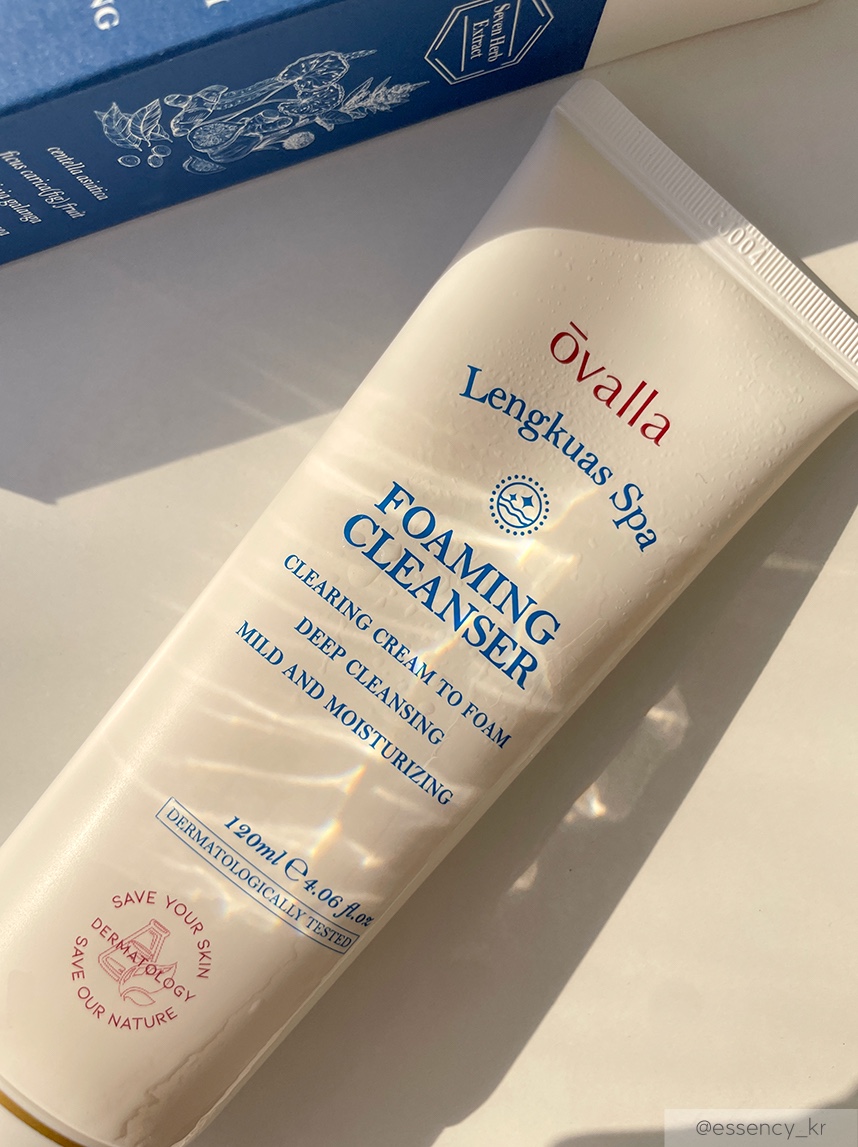 NG
Seven Herb
Extract
centella asiatica
ficus carica(fig) fruit
galanga
ōvalla
Lengkuas Spa
FOAMING
CLEANSER
CLEARING CREAM TO FOAM
DEEP CLEANSING
MILD AND MOISTURIZING
120ml ℮ 4.06 fl.oz
DERMATOLOGICALLY TESTED
SAVE YOUR SKIN
DERMATOLOGY
SAVE OUR NATURE
@essency_kr